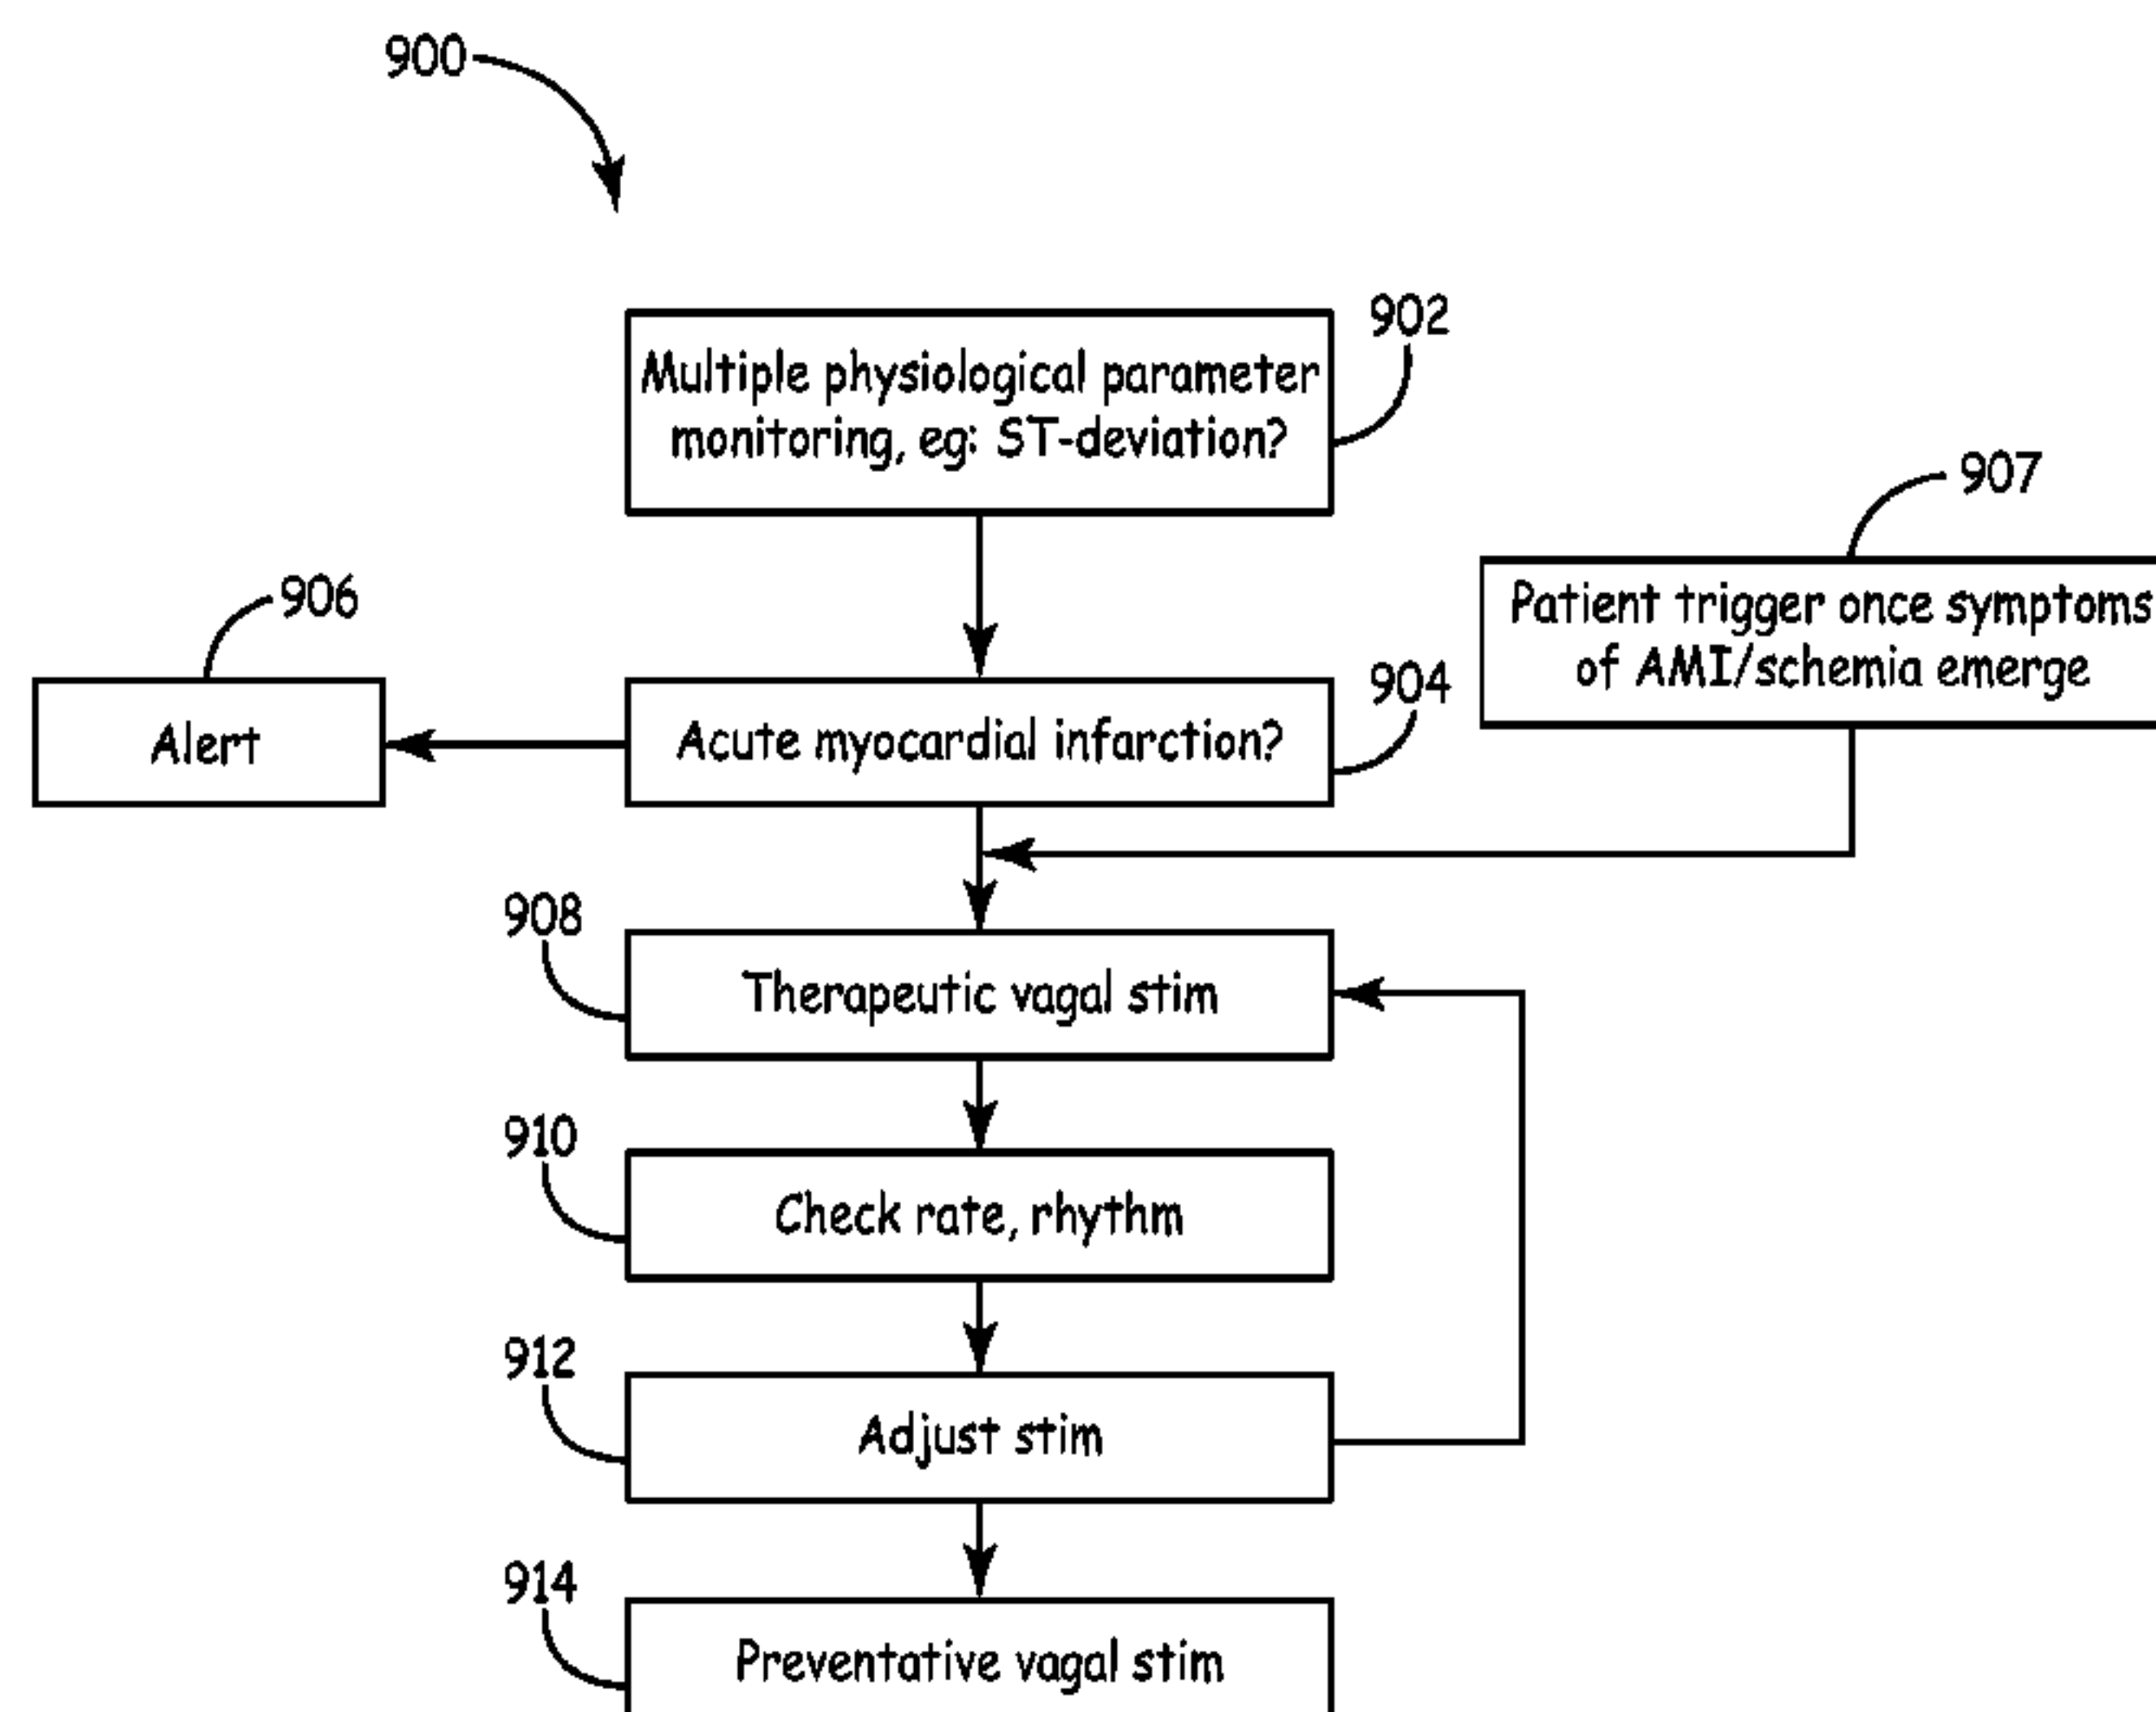 900
902
Multiple physiological parameter
monitoring, eg: ST-deviation?
907
Patient trigger once symptoms
of AMI/schemia emerge
906
Alert
904
Acute myocardial infarction?
908
Therapeutic vagal stim
910
Check rate, rhythm
912
Adjust stim
914
Preventative vagal stim